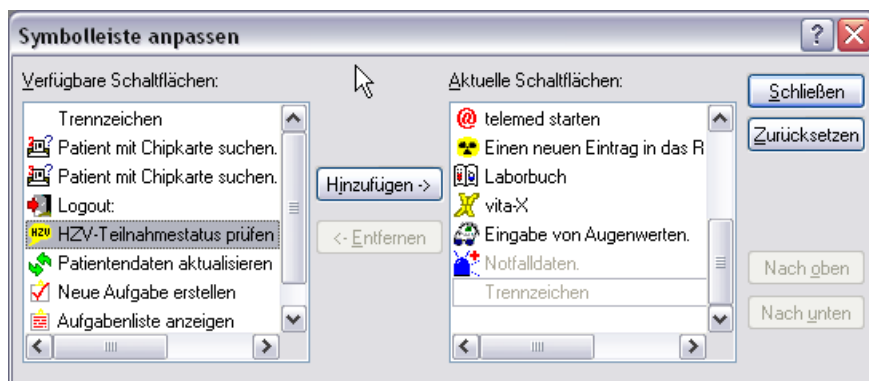 Symbolleiste anpassen
Verfügbare Schaltflächen:
Trennzeichen
Patient mit Chipkarte suchen.
Patient mit Chipkarte suchen.
Logout:
HZV HZV-Teilnahmestatus prüfen
Patientendaten aktualisieren
Neue Aufgabe erstellen
Aufgabenliste anzeigen
Hinzufügen ->
<- Entfernen
Aktuelle Schaltflächen:
@ telemed starten
Einen neuen Eintrag in das R
Laborbuch
vita-X
Eingabe von Augenwerten.
Notfalldaten.
Trennzeichen
Schließen
Zurücksetzen
Nach oben
Nach unten